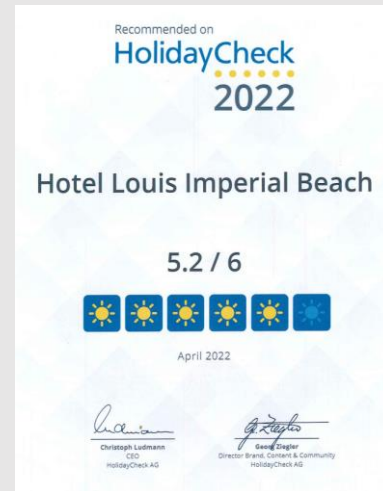 Recommended on
HolidayCheck
2022
Hotel Louis Imperial Beach
5.2 / 6
April 2022
Christoph Ludmann
CEO
HolidayCheck AG
Georg Ziegler
Director Brand, Content & Community
HolidayCheck AG